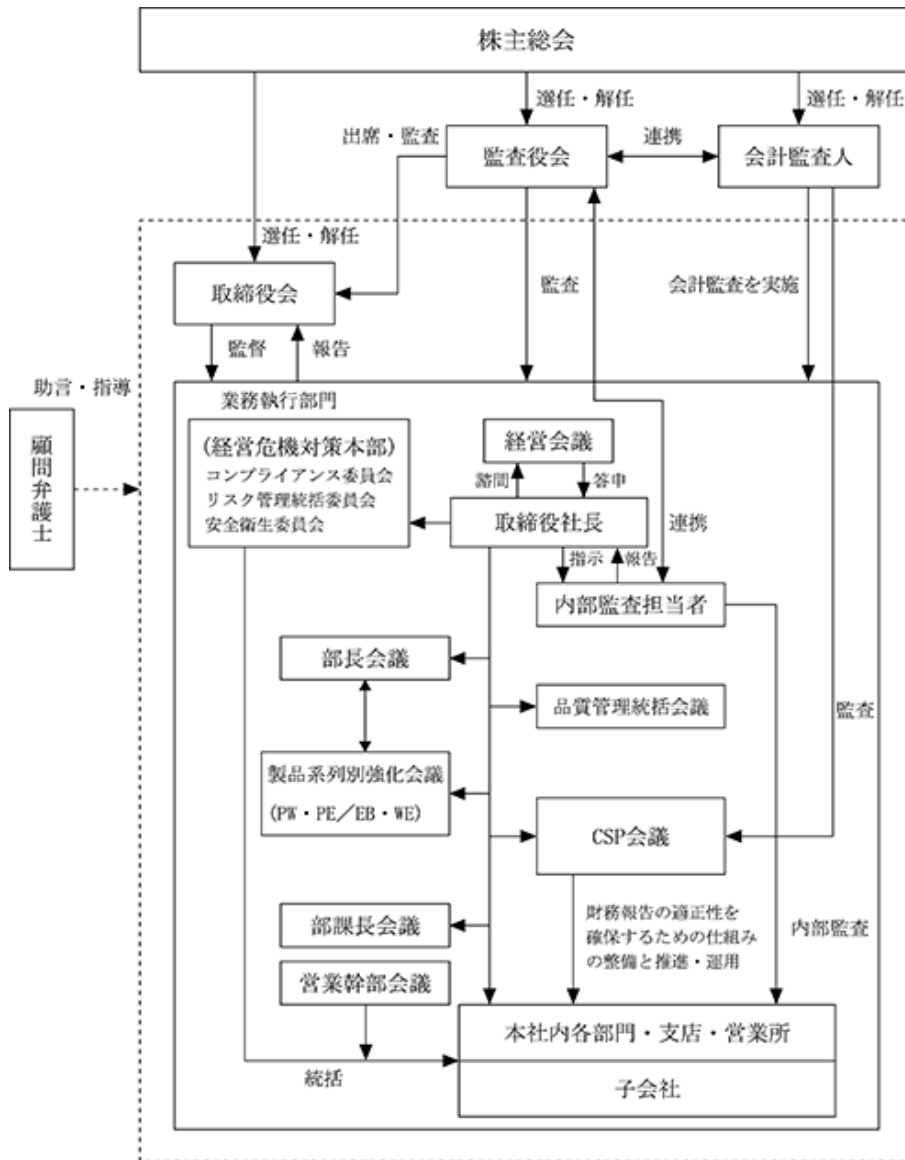 株主総会
選任・解任
選任・解任
出席・監査
監査役会
連携
会計監査人
選任・解任
取締役会
監査
会計監査を実施
監督
報告
助言・指導
業務執行部門
顧問弁護士
(経営危機対策本部)
コンプライアンス委員会
リスク管理統括委員会
安全衛生委員会
経営会議
諮問
答申
取締役社長
連携
指示
報告
内部監査担当者
部長会議
品質管理統括会議
監査
製品系列別強化会議
(PW・PE／EB・WE)
CSP会議
部課長会議
財務報告の適正性を
確保するための仕組み
の整備と推進・運用
内部監査
営業幹部会議
本社内各部門・支店・営業所
統括
子会社